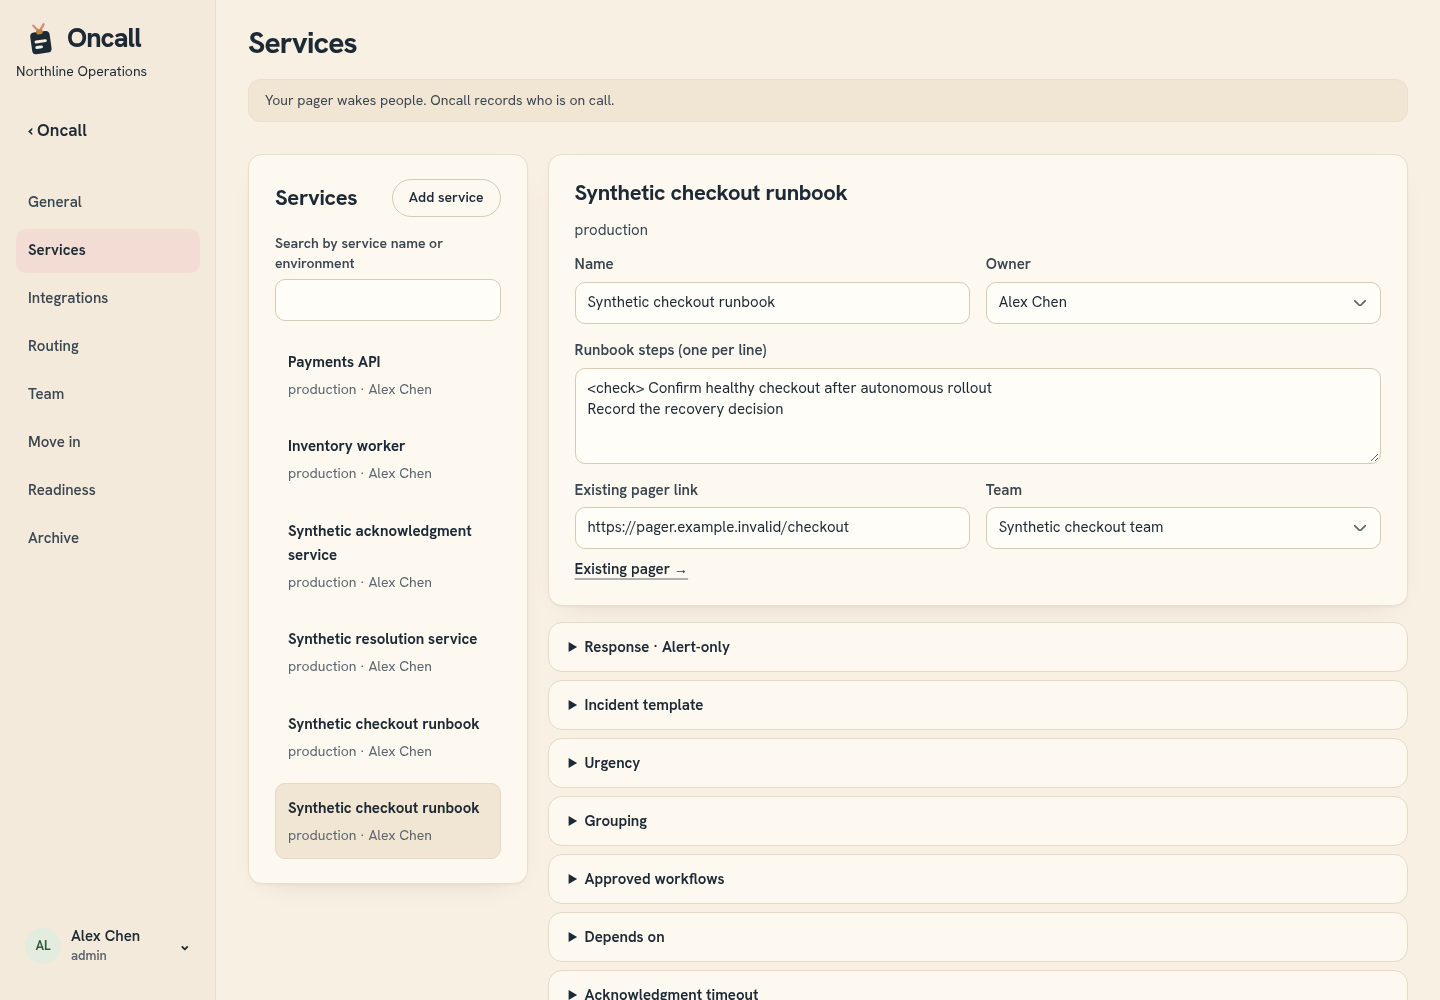 Oncall
Northline Operations
‹ Oncall
General
Services
Integrations
Routing
Team
Move in
Readiness
Archive
AL
Alex Chen
admin
Services
Your pager wakes people. Oncall records who is on call.
Services
Add service
Search by service name or
environment
Payments API
production · Alex Chen
Inventory worker
production · Alex Chen
Synthetic acknowledgment
service
production · Alex Chen
Synthetic resolution service
production · Alex Chen
Synthetic checkout runbook
production · Alex Chen
Synthetic checkout runbook
production · Alex Chen
Synthetic checkout runbook
production
Name
Owner
Synthetic checkout runbook
Alex Chen
Runbook steps (one per line)
<check> Confirm healthy checkout after autonomous rollout
Record the recovery decision
Existing pager link
Team
https://pager.example.invalid/checkout
Synthetic checkout team
Existing pager →
Response · Alert-only
Incident template
Urgency
Grouping
Approved workflows
Depends on
Acknowledgment timeout